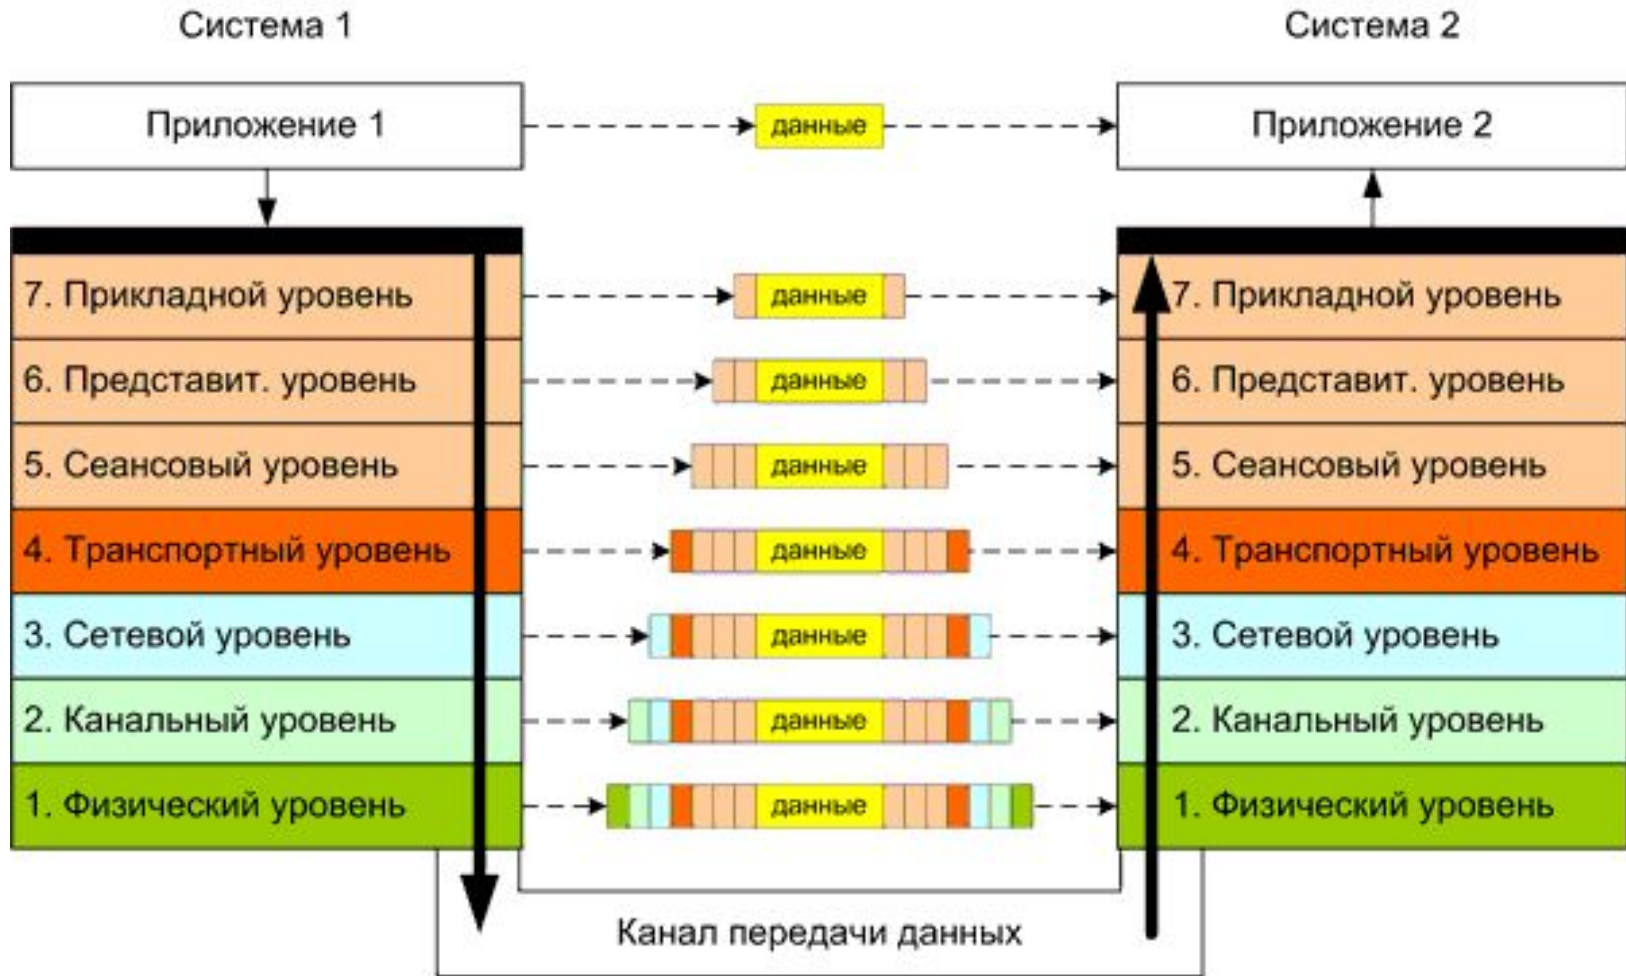 Система 1
Система 2
Приложение 1
данные
Приложение 2
7. Прикладной уровень
данные
7. Прикладной уровень
6. Представит. уровень
данные
6. Представит. уровень
5. Сеансовый уровень
данные
5. Сеансовый уровень
4. Транспортный уровень
данные
4. Транспортный уровень
3. Сетевой уровень
данные
3. Сетевой уровень
2. Канальный уровень
данные
2. Канальный уровень
1. Физический уровень
данные
1. Физический уровень
Канал передачи данных